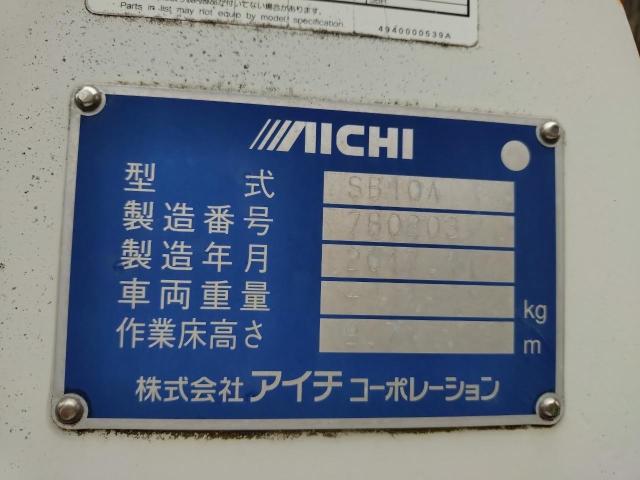 Parts in list may not equip by model specification.
4940000539A
AICHI
型 式 SB10A
製造番号 780203
製造年月
車両重量 kg
作業床高さ m
株式会社アイチコーポレーション